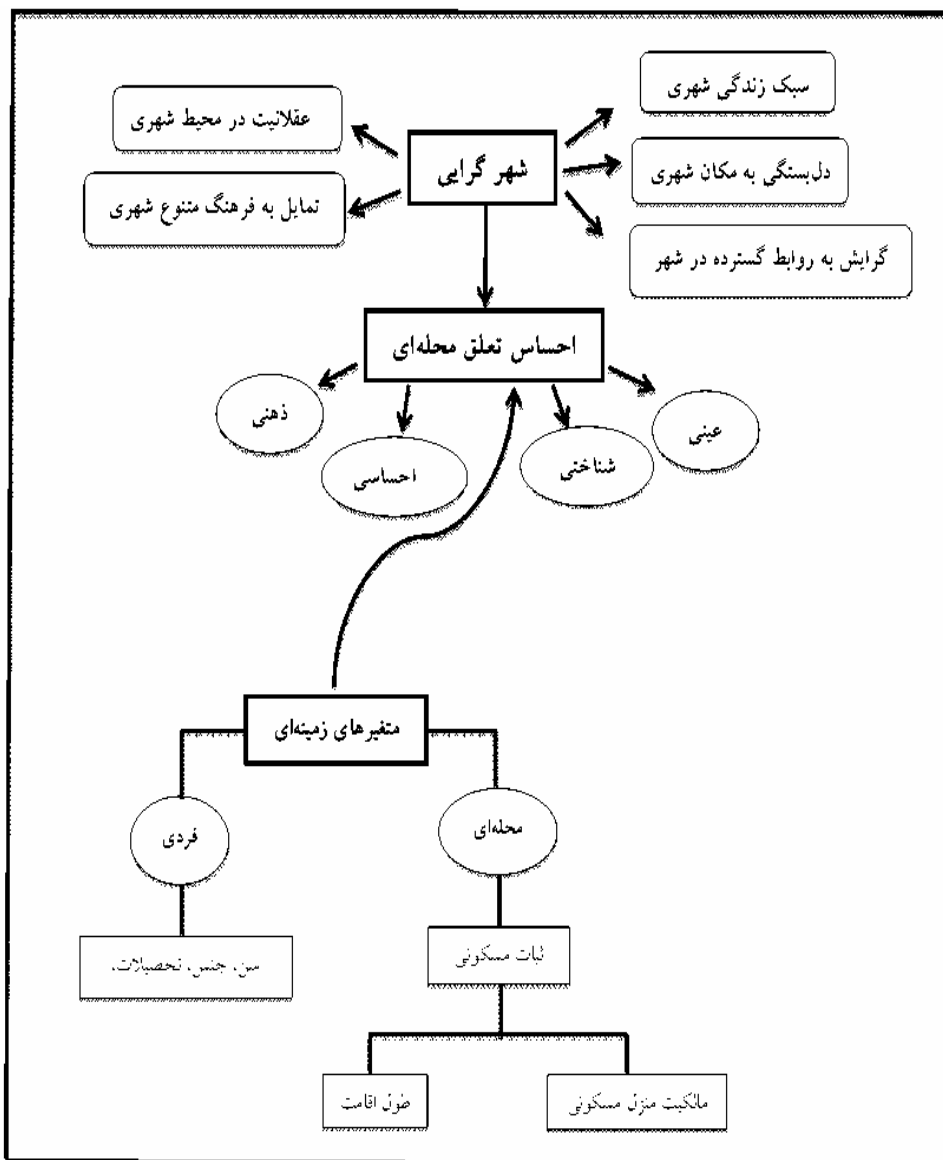 سبک زندگی شهری
عقلانیت در محیط شهری
شهر گرایی
دل‌بستگی به مکان شهری
تمایل به فرهنگ متنوع شهری
گرایش به روابط گسترده در شهر
احساس تعلق محله‌ای
عینی
شناختی
احساسی
ذهنی
متغیرهای زمینه‌ای
محله‌ای
فردی
ثبات مسکونی
سن، جنس، تحصیلات،
مالکیت منزل مسکونی
طول اقامت